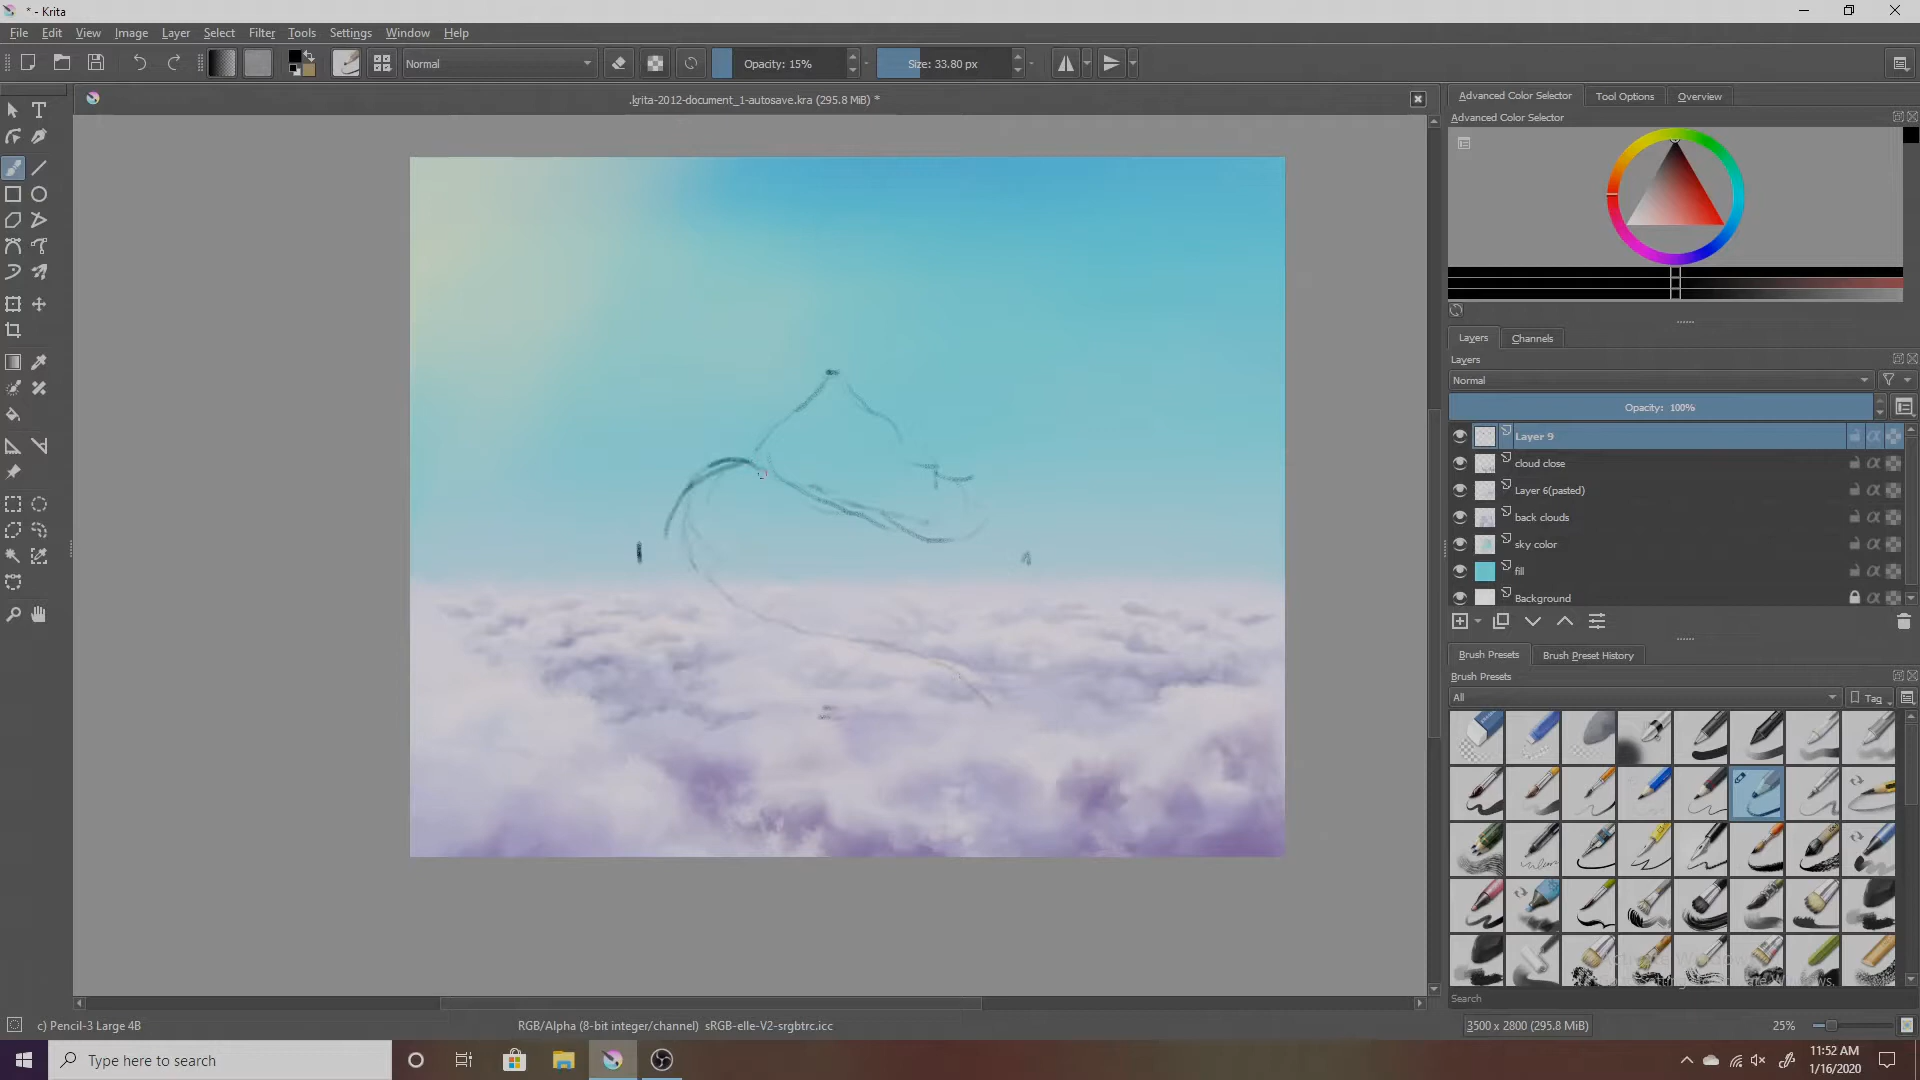 * - Krita
File Edit View Image Layer Select Filter Tools Settings Window Help
Normal
Opacity: 15%
Size: 33.80 px
.krita-2012-document_1-autosave.kra (295.8 MiB) *
Advanced Color Selector Tool Options Overview
Advanced Color Selector
Layers Channels
Layers
Normal
Opacity: 100%
Layer 9
cloud close
Layer 6(pasted)
back clouds
sky color
fill
Background
Brush Presets Brush Preset History
Brush Presets
All
Tag
Search
c) Pencil-3 Large 4B
RGB/Alpha (8-bit integer/channel) sRGB-elle-V2-srgbtrc.icc
3500 x 2800 (295.8 MiB)
25%
Type here to search
11:52 AM
1/16/2020